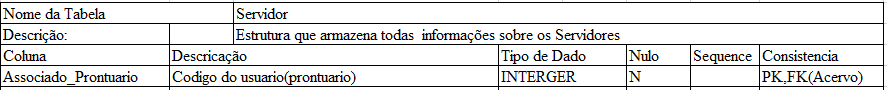 Nome da Tabela Servidor
Descrição: Estrutura que armazena todas informações sobre os Servidores
Coluna Descricação Tipo de Dado Nulo Sequence Consistencia
Associado_Prontuario Codigo do usuario(prontuario) INTERGER N PK,FK(Acervo)